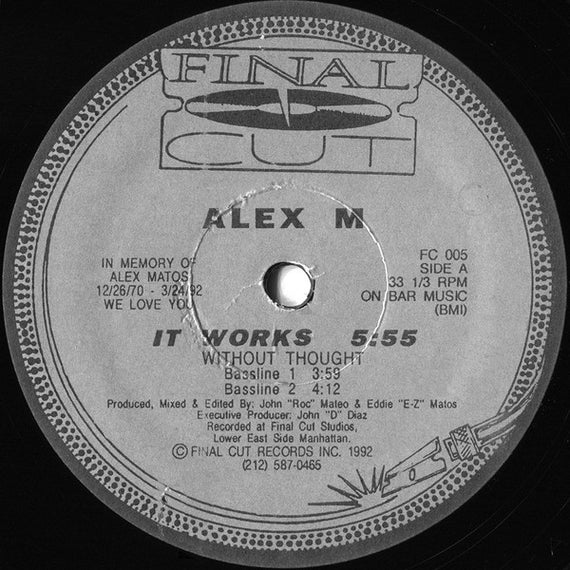 FINAL
CUT
ALEX M
IN MEMORY OF
ALEX MATOS
12/26/70 - 3/24/92
WE LOVE YOU
FC 005
SIDE A
33 1/3 RPM
ON BAR MUSIC
(BMI)
IT WORKS 5:55
WITHOUT THOUGHT
Bassline 1 3:59
Bassline 2 4:12
Produced, Mixed & Edited By: John "Roc" Mateo & Eddie "E-Z" Matos
Executive Producer: John "D" Diaz
Recorded at Final Cut Studios,
Lower East Side Manhattan.
© FINAL CUT RECORDS INC. 1992
(212) 587-0465